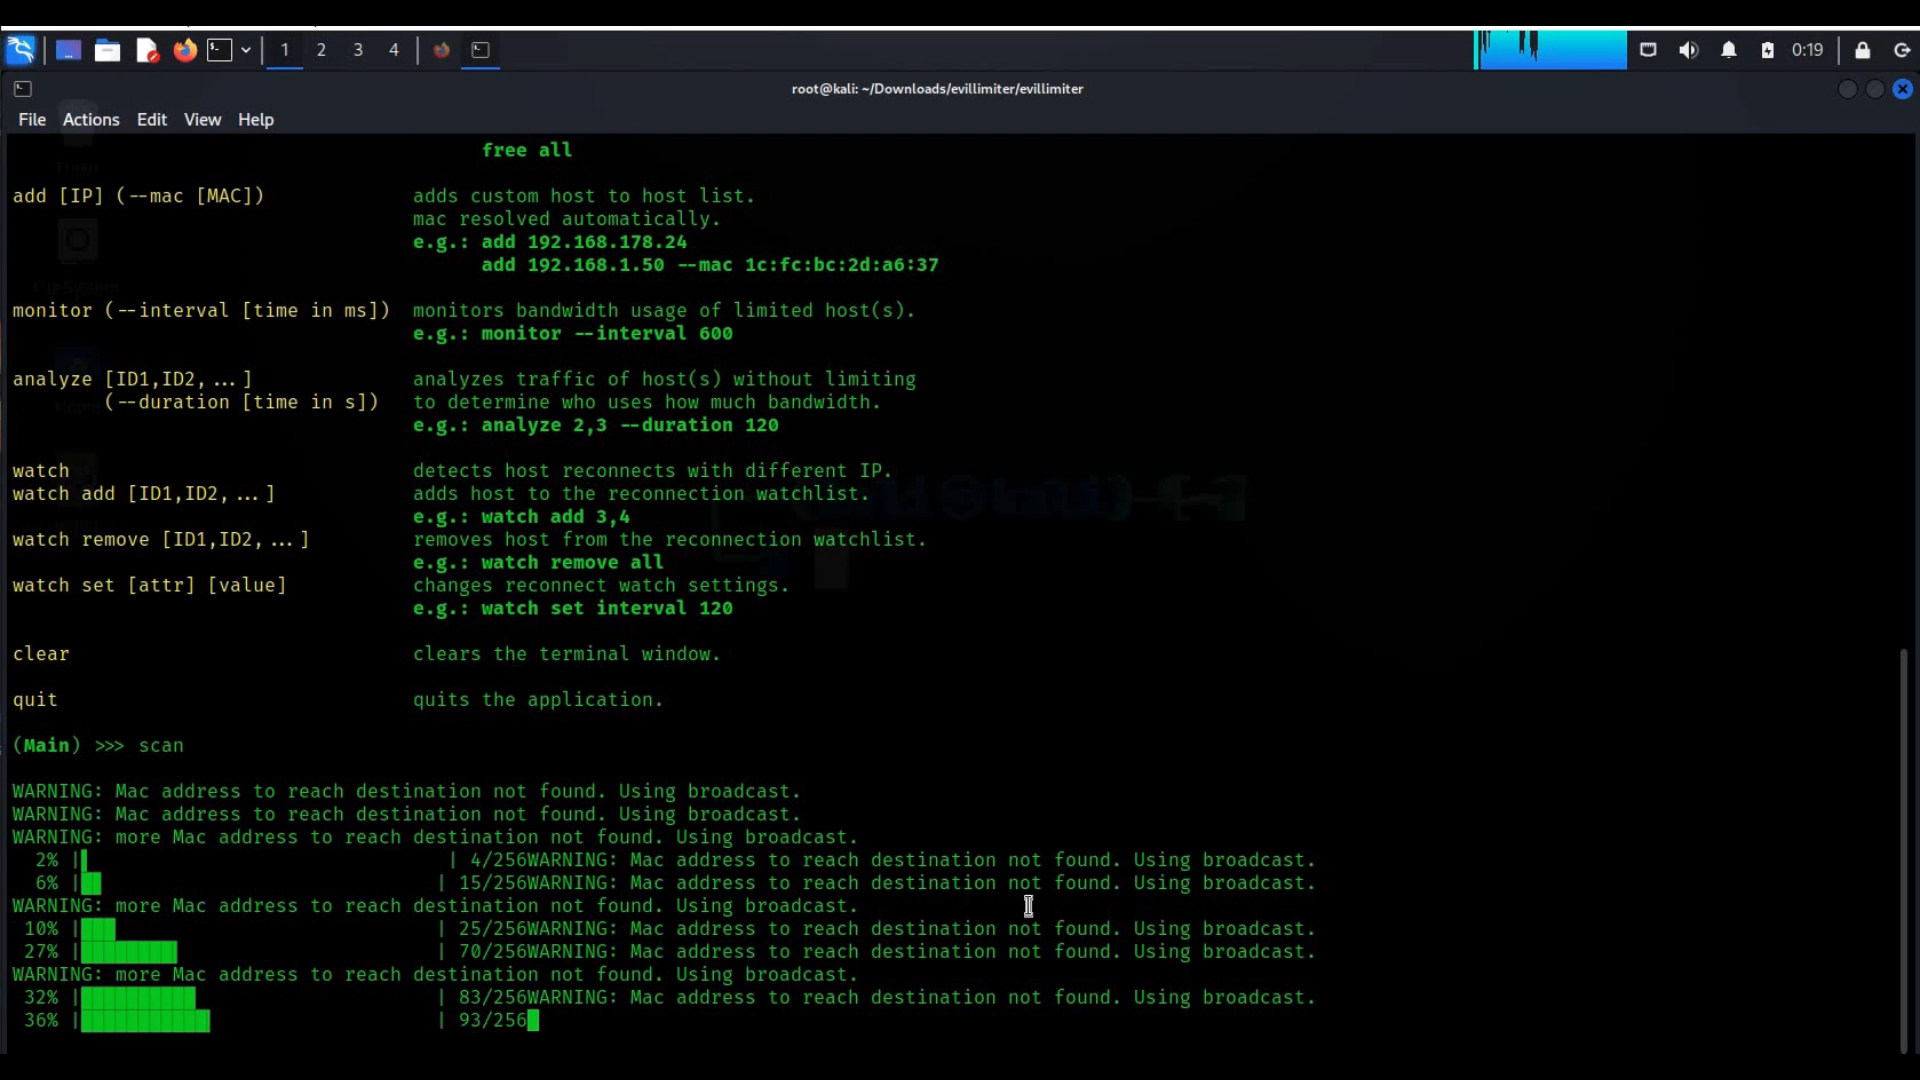 1 2 3 4 0:19
root@kali: ~/Downloads/evillimiter/evillimiter
File Actions Edit View Help
free all
add [IP] (--mac [MAC]) adds custom host to host list.
mac resolved automatically.
e.g.: add 192.168.178.24
add 192.168.1.50 --mac 1c:fc:bc:2d:a6:37
monitor (--interval [time in ms]) monitors bandwidth usage of limited host(s).
e.g.: monitor --interval 600
analyze [ID1,ID2,...] analyzes traffic of host(s) without limiting
(--duration [time in s]) to determine who uses how much bandwidth.
e.g.: analyze 2,3 --duration 120
watch detects host reconnects with different IP.
watch add [ID1,ID2,...] adds host to the reconnection watchlist.
e.g.: watch add 3,4
watch remove [ID1,ID2,...] removes host from the reconnection watchlist.
e.g.: watch remove all
watch set [attr] [value] changes reconnect watch settings.
e.g.: watch set interval 120
clear clears the terminal window.
quit quits the application.
(Main) >>> scan
WARNING: Mac address to reach destination not found. Using broadcast.
WARNING: Mac address to reach destination not found. Using broadcast.
WARNING: more Mac address to reach destination not found. Using broadcast.
2% | | 4/256WARNING: Mac address to reach destination not found. Using broadcast.
6% | | 15/256WARNING: Mac address to reach destination not found. Using broadcast.
WARNING: more Mac address to reach destination not found. Using broadcast.
10% | | 25/256WARNING: Mac address to reach destination not found. Using broadcast.
27% | | 70/256WARNING: Mac address to reach destination not found. Using broadcast.
WARNING: more Mac address to reach destination not found. Using broadcast.
32% | | 83/256WARNING: Mac address to reach destination not found. Using broadcast.
36% | | 93/256